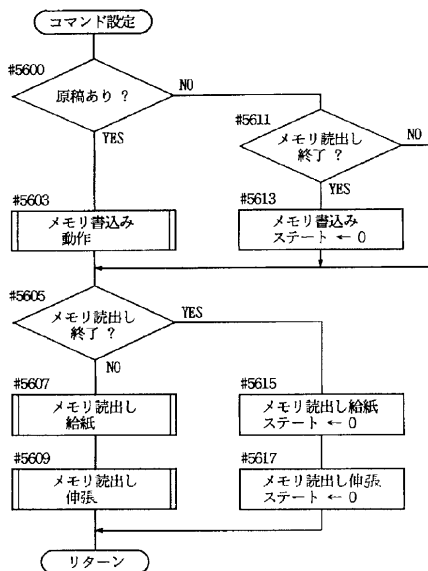 コマンド設定
#5600
原稿あり ?
NO
YES
#5611
メモリ読出し
終了 ?
NO
YES
#5603
メモリ書込み
動作
#5613
メモリ書込み
ステート ← 0
#5605
メモリ読出し
終了 ?
YES
NO
#5607
メモリ読出し
給紙
#5615
メモリ読出し給紙
ステート ← 0
#5609
メモリ読出し
伸張
#5617
メモリ読出し伸張
ステート ← 0
リターン